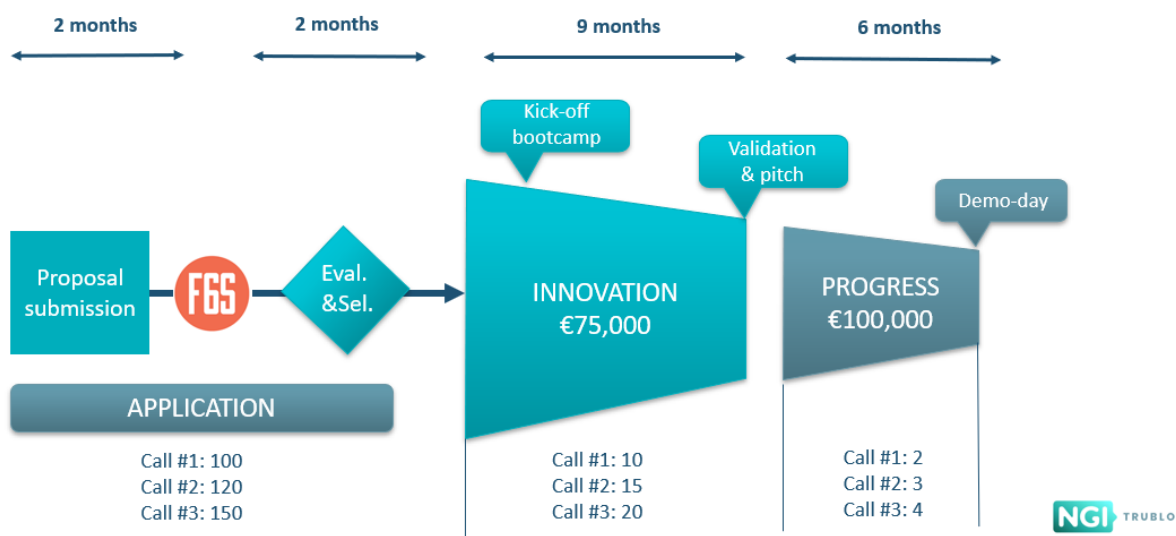 2 months
2 months
9 months
6 months
Kick-off
bootcamp
Validation
& pitch
Demo-day
Proposal
submission
F6S
Eval.
&Sel.
INNOVATION
€75,000
PROGRESS
€100,000
APPLICATION
Call #1: 100
Call #2: 120
Call #3: 150
Call #1: 10
Call #2: 15
Call #3: 20
Call #1: 2
Call #2: 3
Call #3: 4
NGI TRUBLO